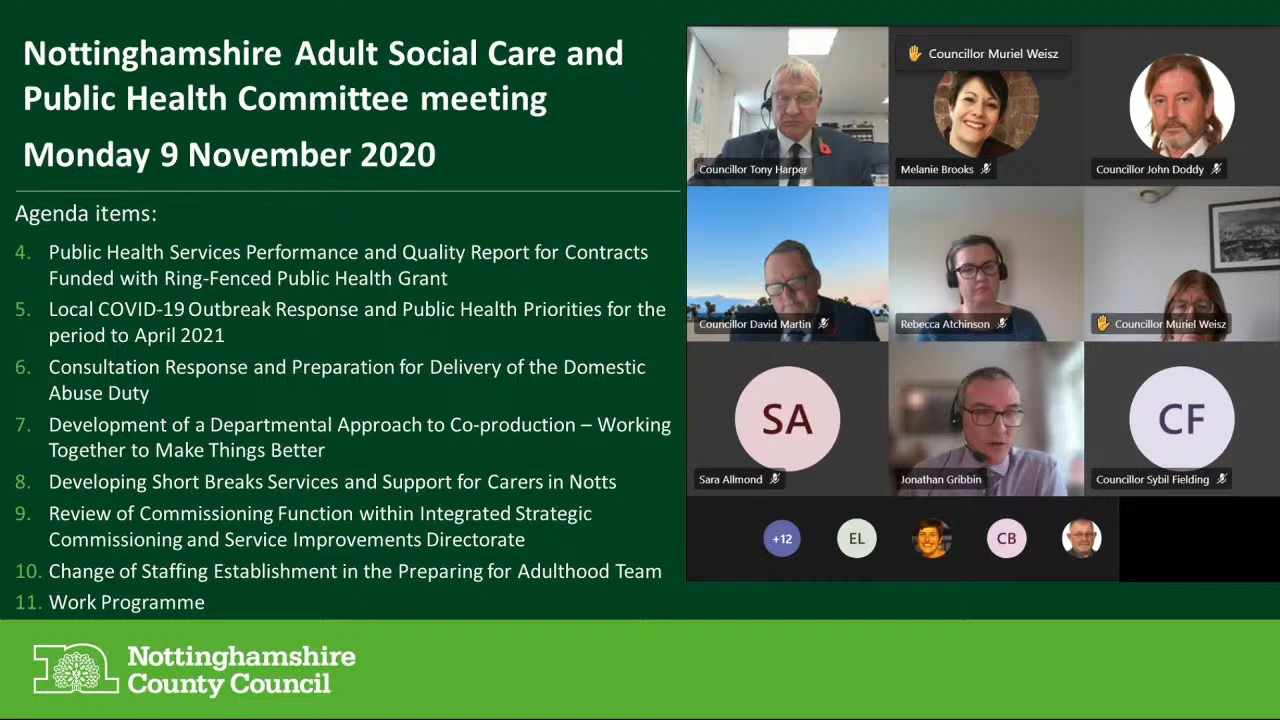 Nottinghamshire Adult Social Care and
Public Health Committee meeting
Monday 9 November 2020
Agenda items:
4. Public Health Services Performance and Quality Report for Contracts
Funded with Ring-Fenced Public Health Grant
5. Local COVID-19 Outbreak Response and Public Health Priorities for the
period to April 2021
6. Consultation Response and Preparation for Delivery of the Domestic
Abuse Duty
7. Development of a Departmental Approach to Co-production – Working
Together to Make Things Better
8. Developing Short Breaks Services and Support for Carers in Notts
9. Review of Commissioning Function within Integrated Strategic
Commissioning and Service Improvements Directorate
10. Change of Staffing Establishment in the Preparing for Adulthood Team
11. Work Programme
Councillor Muriel Weisz
Councillor Tony Harper
Melanie Brooks
Councillor John Doddy
Councillor David Martin
Rebecca Atchinson
Councillor Muriel Weisz
SA
CF
Sara Allmond
Jonathan Gribbin
Councillor Sybil Fielding
+12
EL
CB
Nottinghamshire
County Council